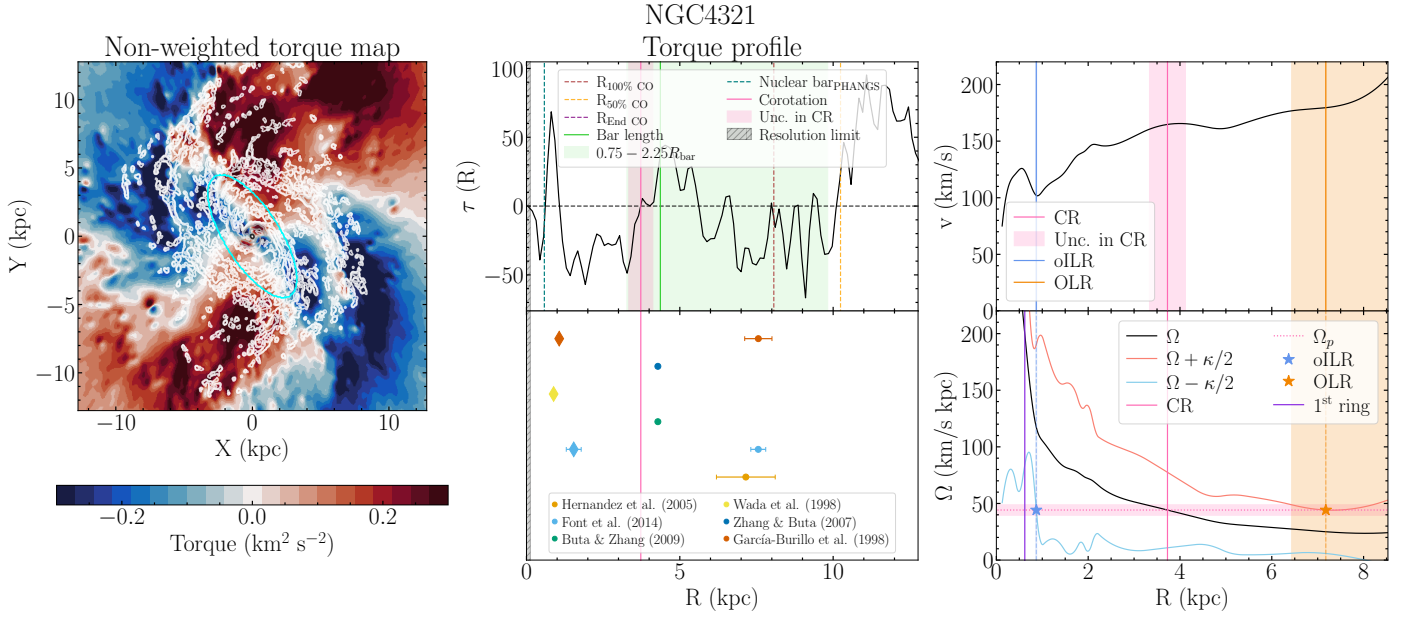 NGC4321
Non-weighted torque map
Torque profile
10
5
0
−5
−10
Y (kpc)
−10
0
10
X (kpc)
−0.2
0.0
0.2
Torque (km² s⁻²)
100
50
0
−50
τ (R)
R100% CO
R50% CO
REnd CO
Bar length
0.75 − 2.25Rbar
Nuclear barPHANGS
Corotation
Unc. in CR
Resolution limit
Hernandez et al. (2005)
Font et al. (2014)
Buta & Zhang (2009)
Wada et al. (1998)
Zhang & Buta (2007)
García-Burillo et al. (1998)
0
5
10
R (kpc)
200
150
100
50
0
v (km/s)
CR
Unc. in CR
oILR
OLR
200
150
100
50
0
Ω (km/s kpc)
Ω
Ω + κ/2
Ω − κ/2
CR
Ωp
oILR
OLR
1st ring
0
2
4
6
8
R (kpc)